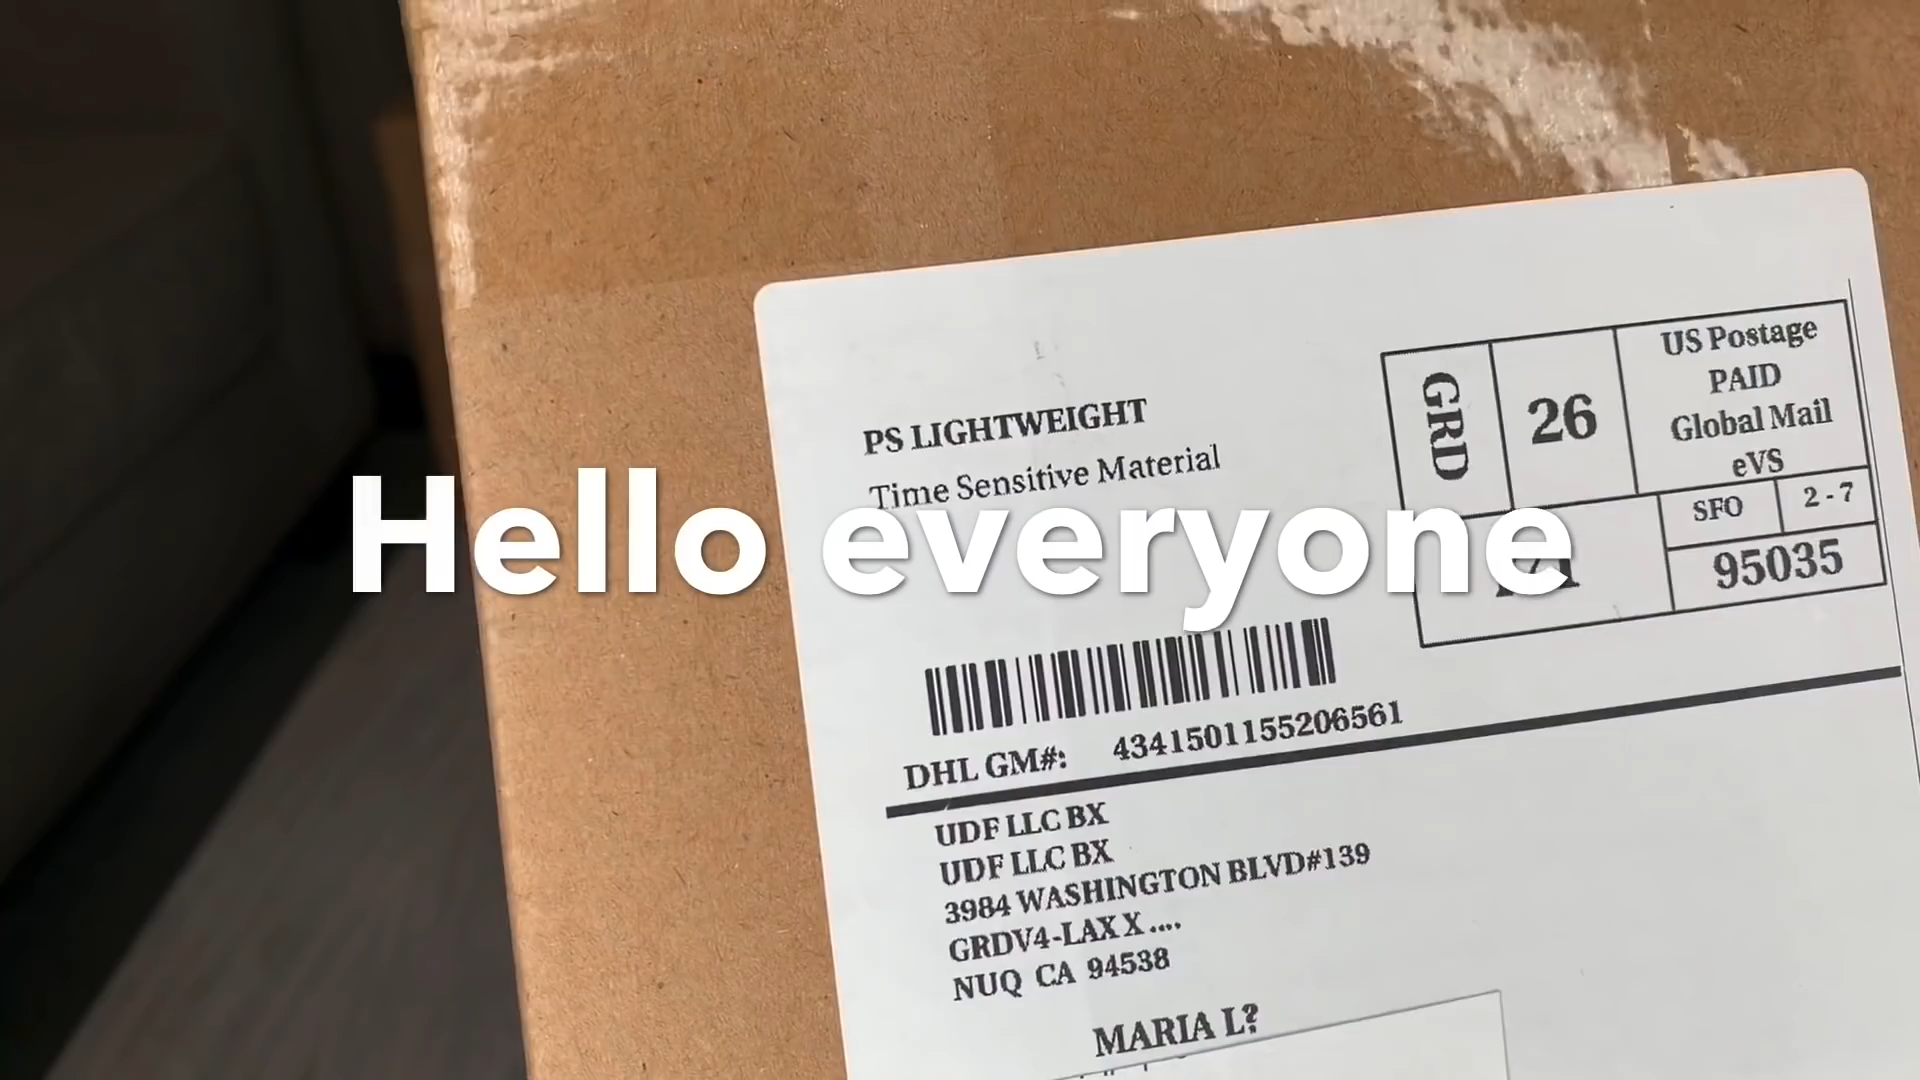 PS LIGHTWEIGHT
Time Sensitive Material
GRD
26
US Postage
PAID
Global Mail
eVS
SFO
2 - 7
95035
Hello everyone
DHL GM#: 4341501155206561
UDF LLC BX
UDF LLC BX
3984 WASHINGTON BLVD#139
GRDV4-LAX X ....
NUQ CA 94538
MARIA L?